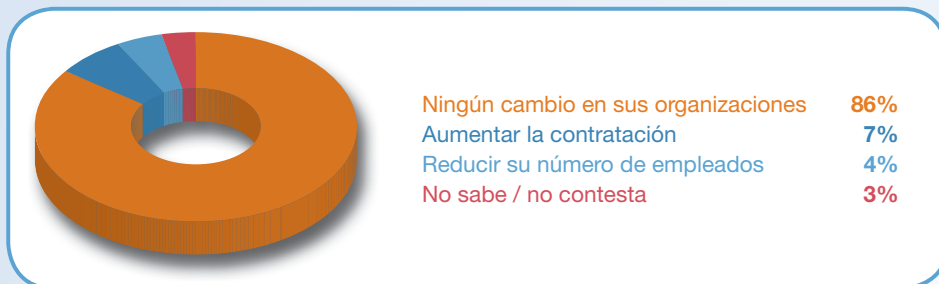 Ningún cambio en sus organizaciones 86%
Aumentar la contratación 7%
Reducir su número de empleados 4%
No sabe / no contesta 3%